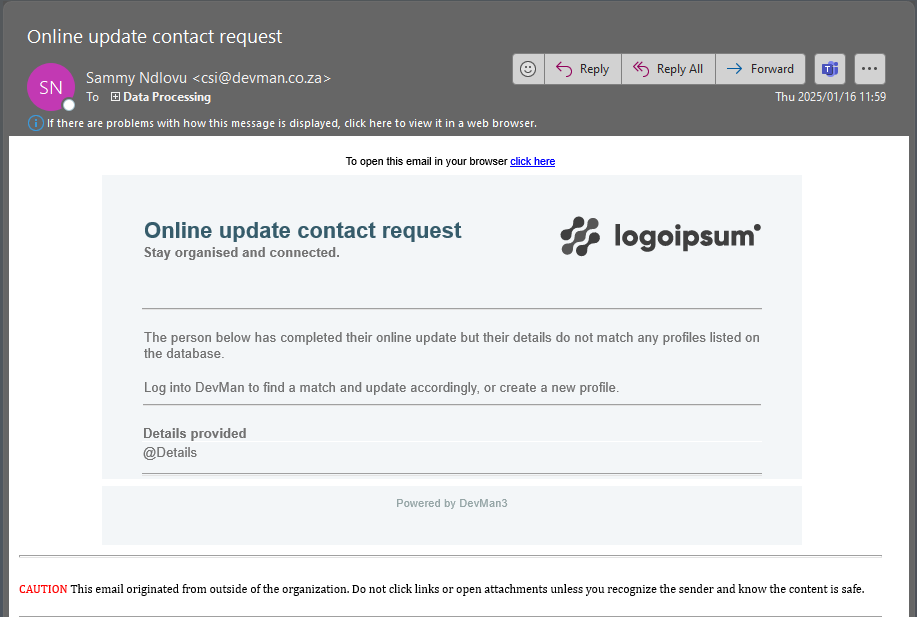 Online update contact request
SN
Sammy Ndlovu <csi@devman.co.za>
To Data Processing
Reply
Reply All
Forward
Thu 2025/01/16 11:59
If there are problems with how this message is displayed, click here to view it in a web browser.
To open this email in your browser click here
Online update contact request
Stay organised and connected.
logoipsum
The person below has completed their online update but their details do not match any profiles listed on
the database.
Log into DevMan to find a match and update accordingly, or create a new profile.
Details provided
@Details
Powered by DevMan3
CAUTION This email originated from outside of the organization. Do not click links or open attachments unless you recognize the sender and know the content is safe.